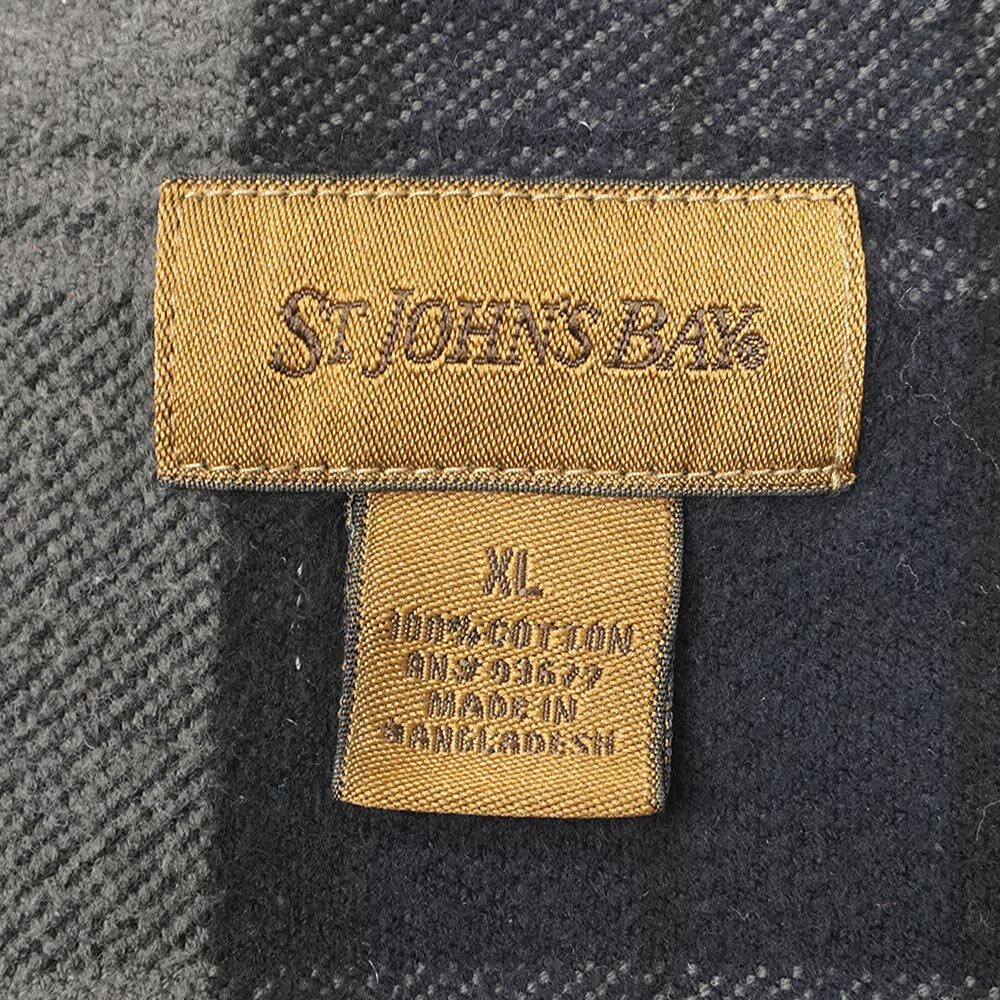 ST JOHN'S BAY®
XL
100% COTTON
RN# 93677
MADE IN
BANGLADESH